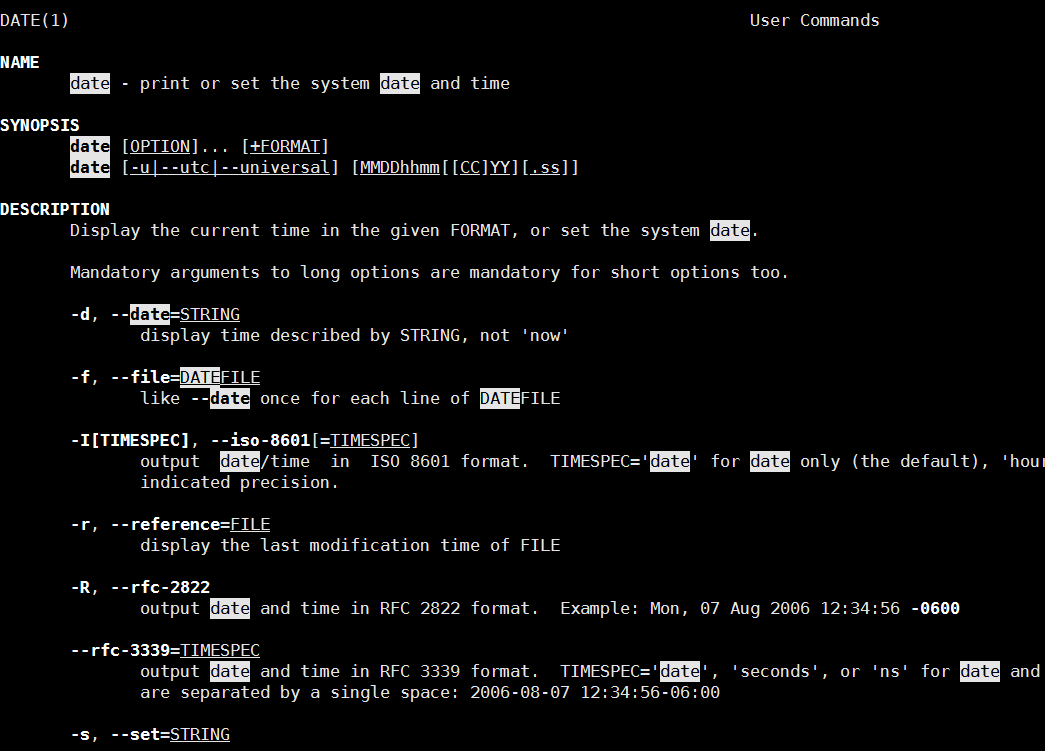 DATE(1) User Commands
NAME
date - print or set the system date and time
SYNOPSIS
date [OPTION]... [+FORMAT]
date [-u|--utc|--universal] [MMDDhhmm[[CC]YY][.ss]]
DESCRIPTION
Display the current time in the given FORMAT, or set the system date.
Mandatory arguments to long options are mandatory for short options too.
-d, --date=STRING
display time described by STRING, not 'now'
-f, --file=DATEFILE
like --date once for each line of DATEFILE
-I[TIMESPEC], --iso-8601[=TIMESPEC]
output date/time in ISO 8601 format. TIMESPEC='date' for date only (the default), 'hour
indicated precision.
-r, --reference=FILE
display the last modification time of FILE
-R, --rfc-2822
output date and time in RFC 2822 format. Example: Mon, 07 Aug 2006 12:34:56 -0600
--rfc-3339=TIMESPEC
output date and time in RFC 3339 format. TIMESPEC='date', 'seconds', or 'ns' for date and
are separated by a single space: 2006-08-07 12:34:56-06:00
-s, --set=STRING